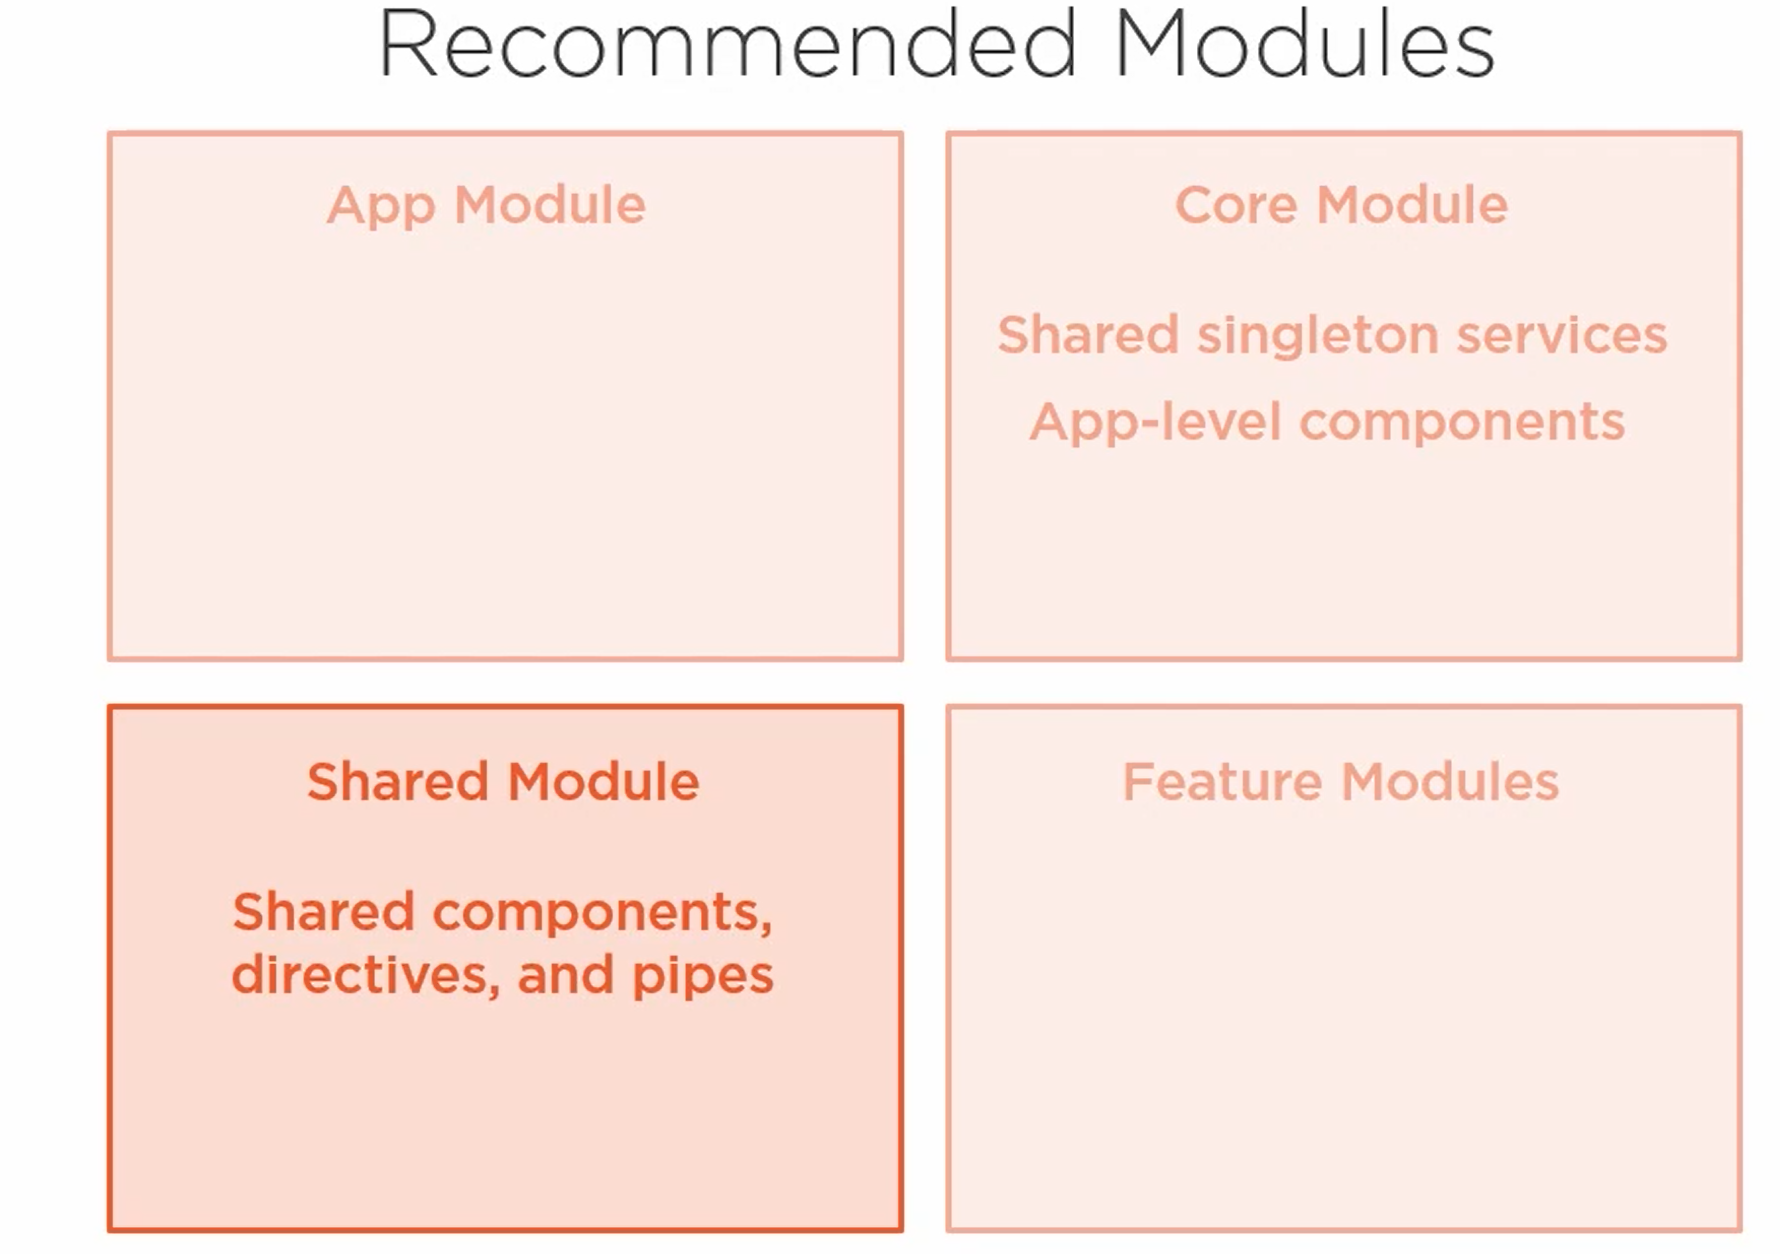 Recommended Modules
App Module
Core Module
Shared singleton services
App-level components
Shared Module
Shared components,
directives, and pipes
Feature Modules